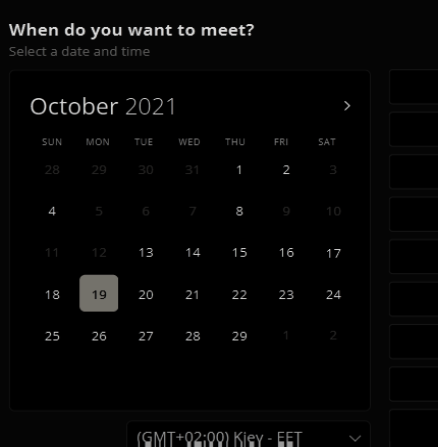 When do you want to meet?
Select a date and time
October 2021
SUN MON TUE WED THU FRI SAT
28 29 30 31 1 2 3
4 5 6 7 8 9 10
11 12 13 14 15 16 17
18 19 20 21 22 23 24
25 26 27 28 29 1 2
(GMT+02:00) Kiev - EET